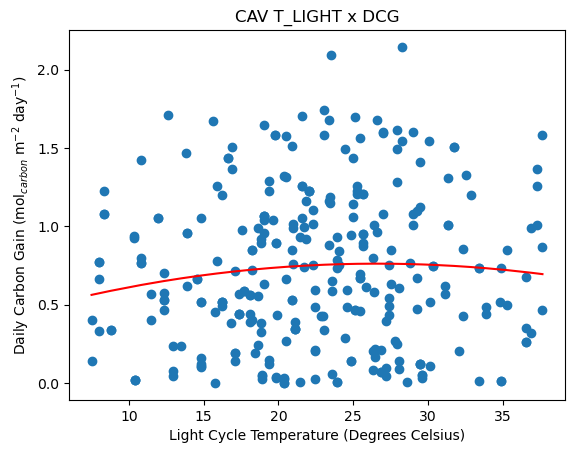 CAV T_LIGHT x DCG
Daily Carbon Gain (mol_carbon m⁻² day⁻¹)
2.0
1.5
1.0
0.5
0.0
10 15 20 25 30 35
Light Cycle Temperature (Degrees Celsius)